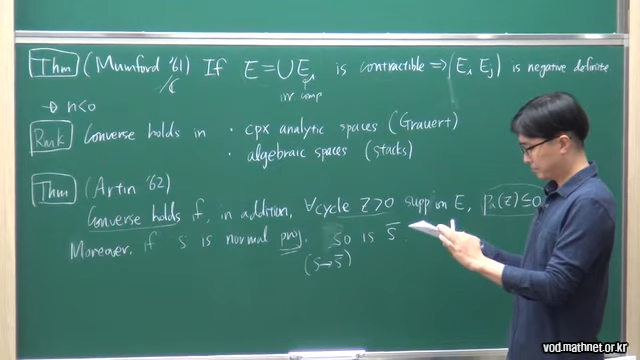 Thm (Mumford '61) If E = ∪ E_i is contractible ⟹ (E_i E_j) is negative definite.
/ℂ
irr comp
→ n<0
Rmk Converse holds in · cpx analytic spaces (Grauert)
· algebraic spaces (Stacks)
Thm (Artin '62)
Converse holds if, in addition, ∀cycle Z>0 supp in E, Pa(Z) ≤ 0
Moreover, if S is normal proj. So is S̄.
(S→S̄)
vod.mathnet.or.kr